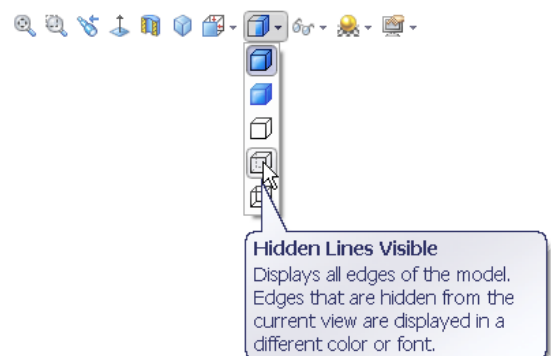 Hidden Lines Visible
Displays all edges of the model.
Edges that are hidden from the
current view are displayed in a
different color or font.